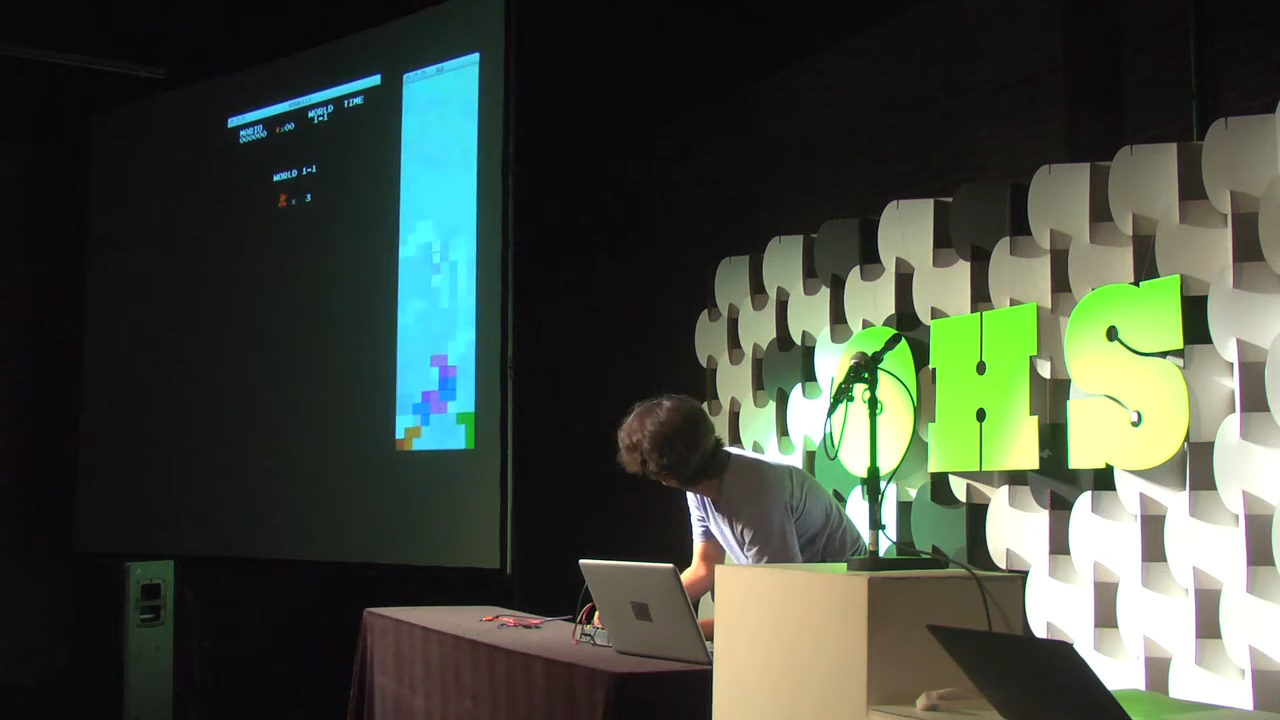 MARIO WORLD TIME
000000 x00 1-1
WORLD 1-1
x 3
OHS